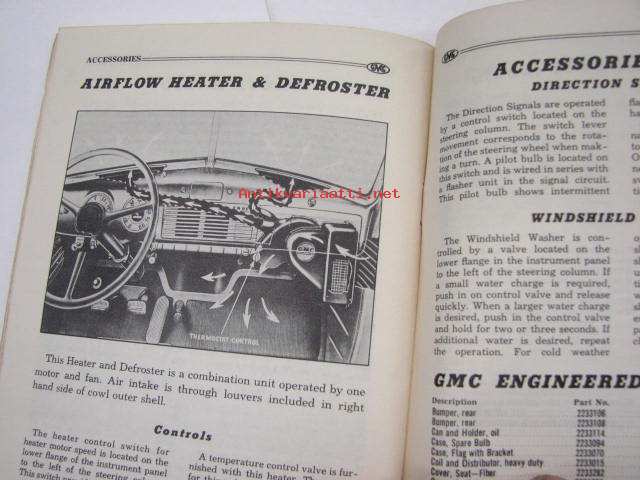 ACCESSORIES
GMC
AIRFLOW HEATER & DEFROSTER
Antikvariaatti.net
GMC
THERMOSTAT CONTROL
This Heater and Defroster is a combination unit operated by one
motor and fan. Air intake is through louvers included in right
hand side of cowl outer shell.
Controls
The heater control switch for
heater motor speed is located on the
lower flange of the instrument panel
to the left of the steering
This switch
A temperature control valve is fur-
nished with this heater. The
GMC
ACCESSORIE
DIRECTION S
The Direction Signals are operated
by a control switch located on the
steering column. The switch lever
movement corresponds to the rota-
tion of the steering wheel when mak-
ing a turn. A pilot bulb is located on
this switch and is wired in series with
a flasher unit in the signal circuit.
This pilot bulb shows intermittent
WINDSHIELD
The Windshield Washer is con-
trolled by a valve located on the
lower flange in the instrument panel
to the left of the steering column. If
a small water charge is required,
push in on control valve and release
quickly. When a larger water charge
is desired, push in the control valve
and hold for two or three seconds. If
additional water is desired, repeat
the operation. For cold weather
GMC ENGINEERED
Description Part No.
Bumper, rear 2233106
Bumper, rear 2233108
Can and Holder, oil 2233114
Case, Spare Bulb 2233094
Case, Flag with Bracket 2233070
Coil and Distributor, heavy duty 2233015
Cover, Seat-Fiber 2233292